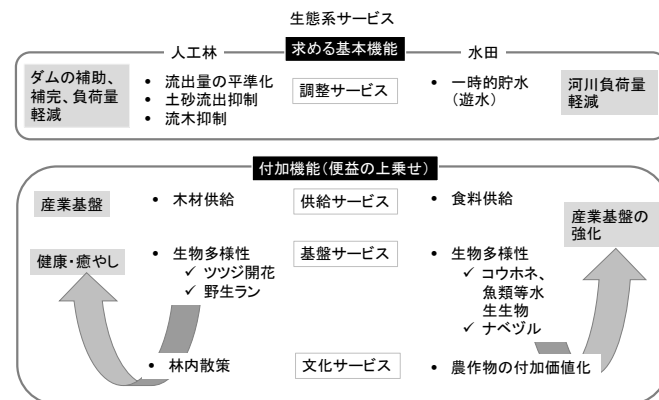 生態系サービス
人工林
求める基本機能
水田
ダムの補助、
補完、負荷量
軽減
• 流出量の平準化
• 土砂流出抑制
• 流木抑制
調整サービス
• 一時的貯水
(遊水)
河川負荷量
軽減
付加機能(便益の上乗せ)
産業基盤
• 木材供給
供給サービス
• 食料供給
産業基盤の
強化
健康・癒やし
• 生物多様性
✓ ツツジ開花
✓ 野生ラン
基盤サービス
• 生物多様性
✓ コウホネ、
魚類等水
生生物
✓ ナベヅル
• 林内散策
文化サービス
• 農作物の付加価値化